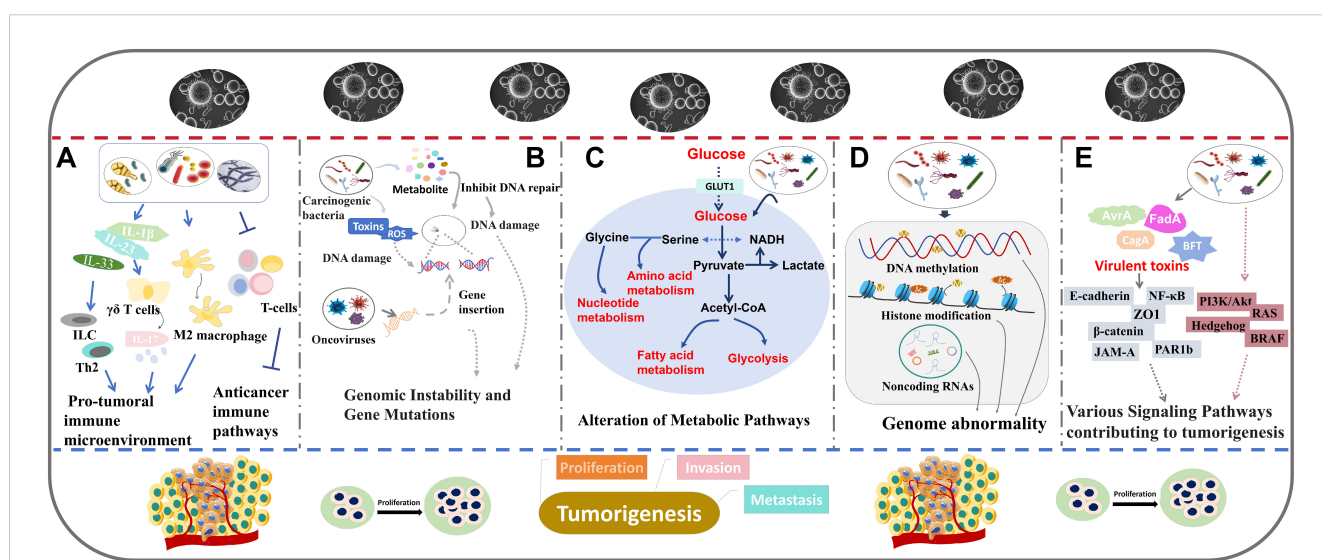 A
IL-1β
IL-23
IL-33
γδ T cells
T-cells
ILC
IL-17
M2 macrophage
Th2
Pro-tumoral
immune
microenvironment
Anticancer
immune
pathways
B
Metabolite
Inhibit DNA repair
Carcinogenic
bacteria
Toxins
ROS
DNA damage
DNA damage
Gene
insertion
Oncoviruses
Genomic Instability and
Gene Mutations
C
Glucose
GLUT1
Glucose
Glycine
Serine
NADH
Pyruvate
Lactate
Amino acid
metabolism
Nucleotide
metabolism
Acetyl-CoA
Fatty acid
metabolism
Glycolysis
Alteration of Metabolic Pathways
D
M
M
M
DNA methylation
M
Ac
M
Ac
Histone modification
Noncoding RNAs
Genome abnormality
E
AvrA
FadA
CagA
BFT
Virulent toxins
E-cadherin
NF-κB
ZO1
β-catenin
JAM-A
PAR1b
PI3K/Akt
RAS
Hedgehog
BRAF
Various Signaling Pathways
contributing to tumorigenesis
Proliferation
Proliferation
Invasion
Metastasis
Tumorigenesis
Proliferation